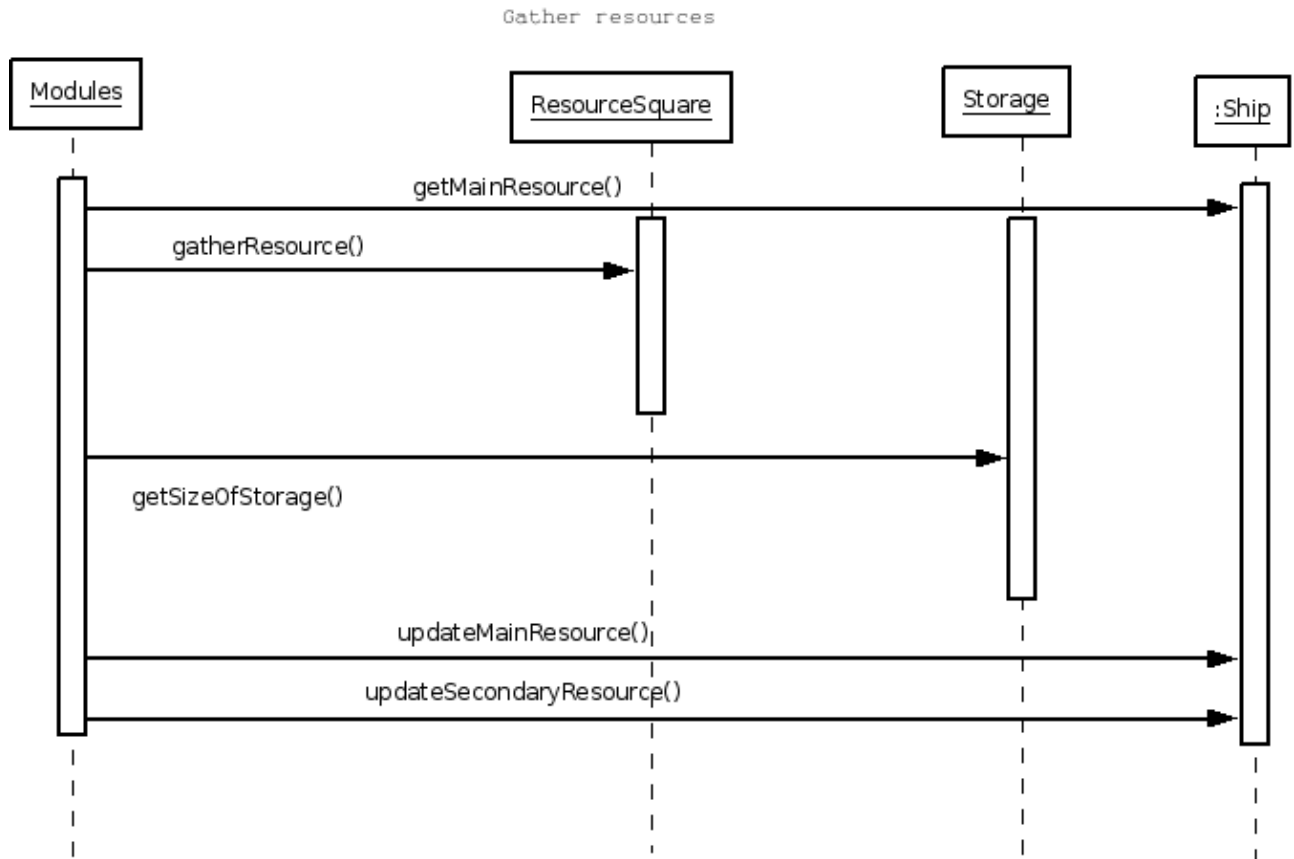 Gather resources
Modules
ResourceSquare
Storage
:Ship
getMainResource()
gatherResource()
getSizeOfStorage()
updateMainResource()
updateSecondaryResource()